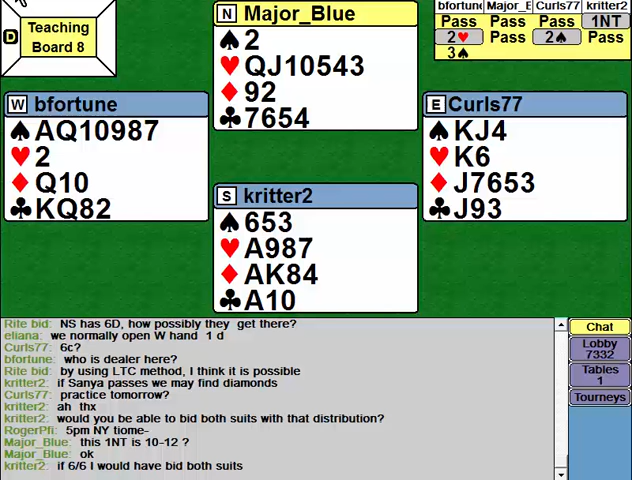 D Teaching
Board 8
N Major_Blue
♠ 2
♥ QJ10543
♦ 92
♣ 7654
bfortune Major_E Curls77 kritter2
Pass Pass Pass 1NT
2♥ Pass 2♠ Pass
3♠
W bfortune
♠ AQ10987
♥ 2
♦ Q10
♣ KQ82
E Curls77
♠ KJ4
♥ K6
♦ J7653
♣ J93
S kritter2
♠ 653
♥ A987
♦ AK84
♣ A10
Rite bid: NS has 6D, how possibly they get there?
eliana: we normally open W hand 1 d
Curls77: 6c?
bfortune: who is dealer here?
Rite bid: by using LTC method, I think it is possible
kritter2: if Sanya passes we may find diamonds
Curls77: practice tomorrow?
kritter2: ah thx
kritter2: would you be able to bid both suits with that distribution?
RogerPfi: 5pm NY tiome-
Major_Blue: this 1NT is 10-12 ?
Major_Blue: ok
kritter2: if 6/6 I would have bid both suits
Chat
Lobby
7332
Tables
1
Tourneys